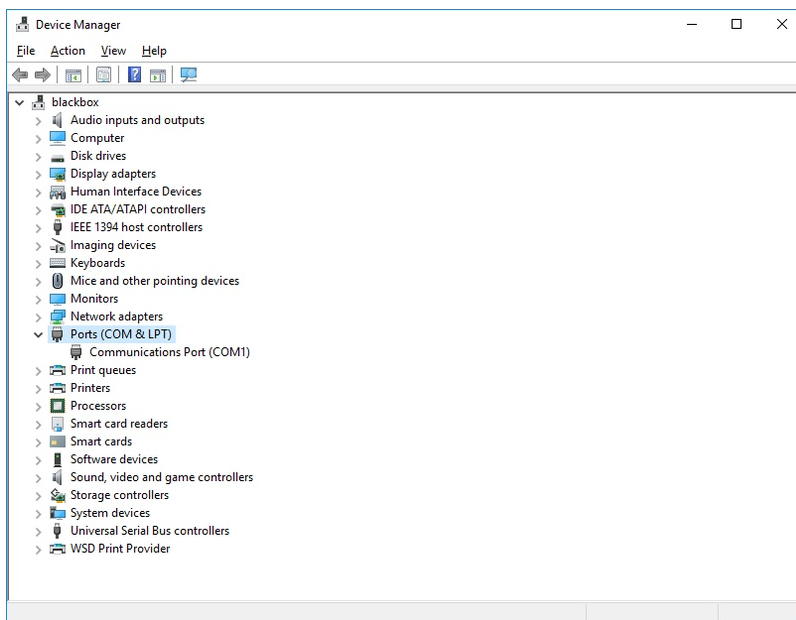 Device Manager
File Action View Help
blackbox
Audio inputs and outputs
Computer
Disk drives
Display adapters
Human Interface Devices
IDE ATA/ATAPI controllers
IEEE 1394 host controllers
Imaging devices
Keyboards
Mice and other pointing devices
Monitors
Network adapters
Ports (COM & LPT)
Communications Port (COM1)
Print queues
Printers
Processors
Smart card readers
Smart cards
Software devices
Sound, video and game controllers
Storage controllers
System devices
Universal Serial Bus controllers
WSD Print Provider